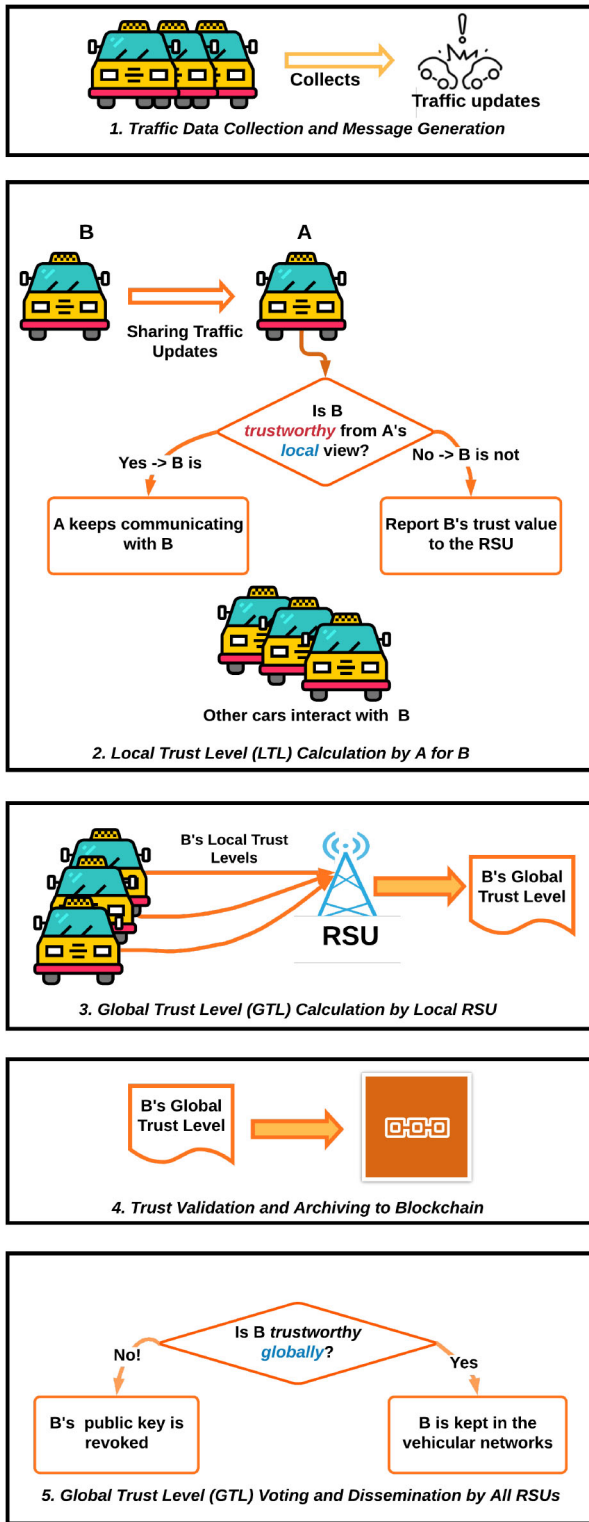 Collects
Traffic updates
1. Traffic Data Collection and Message Generation
B
A
Sharing Traffic
Updates
Is B
trustworthy from A's
local view?
Yes -> B is
No -> B is not
A keeps communicating
with B
Report B's trust value
to the RSU
Other cars interact with B
2. Local Trust Level (LTL) Calculation by A for B
B's Local Trust
Levels
RSU
B's Global
Trust Level
3. Global Trust Level (GTL) Calculation by Local RSU
B's Global
Trust Level
4. Trust Validation and Archiving to Blockchain
Is B trustworthy
globally?
No!
Yes
B's public key is
revoked
B is kept in the
vehicular networks
5. Global Trust Level (GTL) Voting and Dissemination by All RSUs